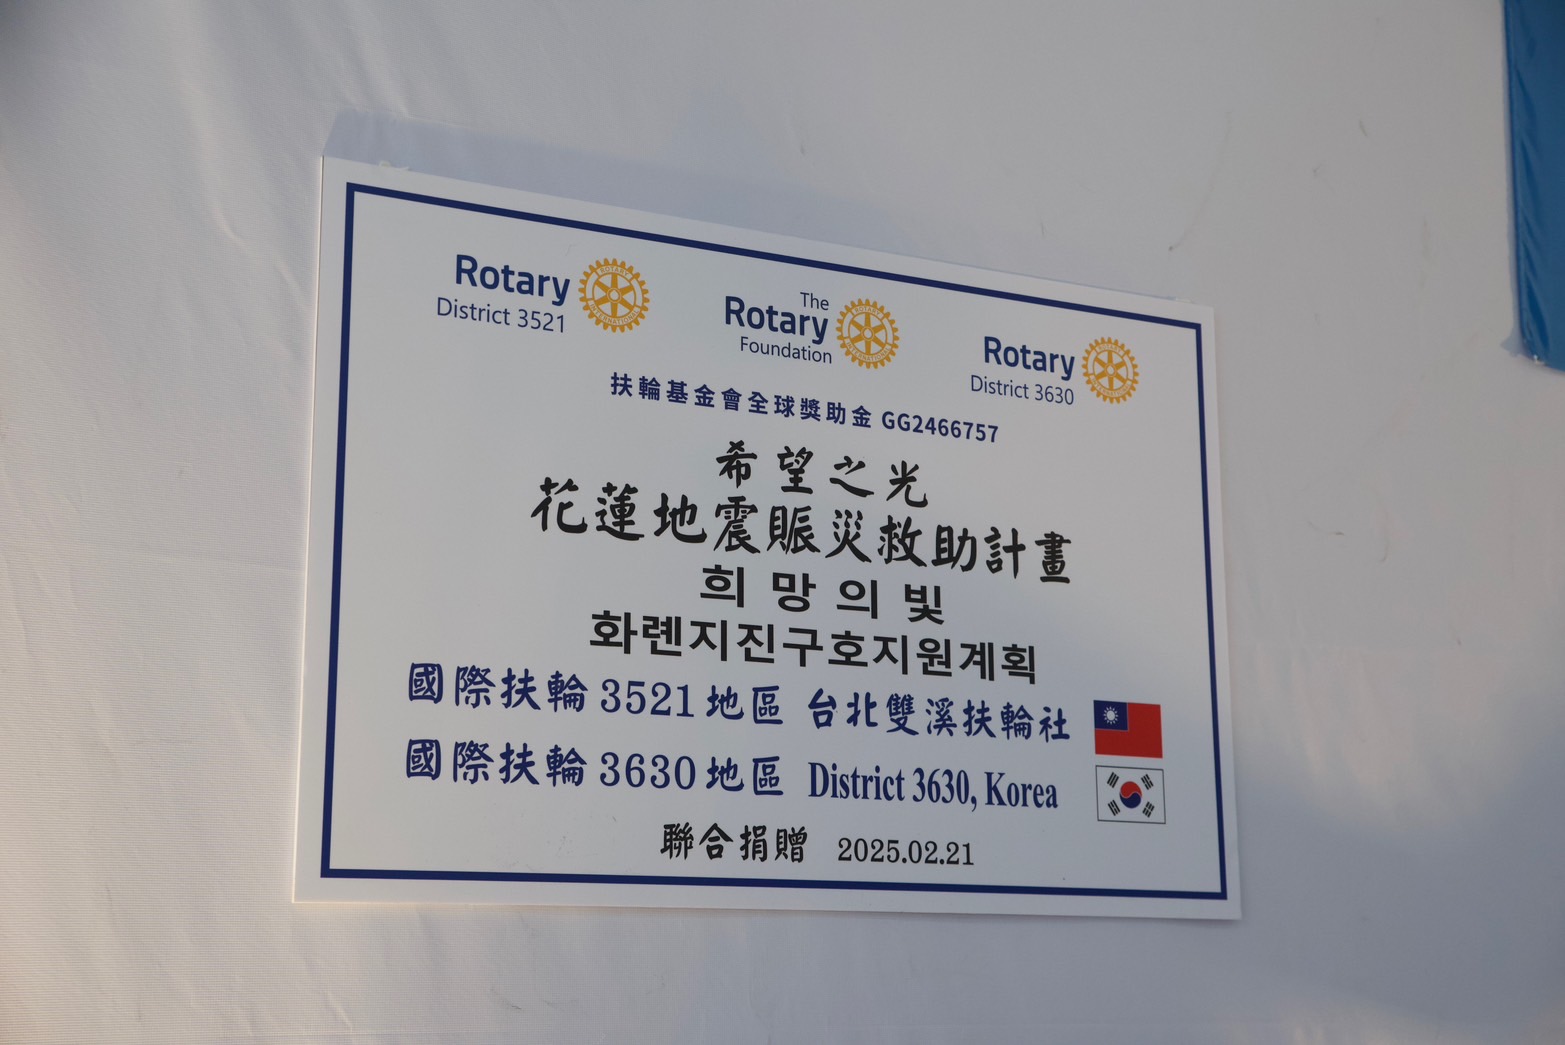 Rotary
District 3521
The
Rotary
Foundation
Rotary
District 3630
扶輪基金會全球獎助金 GG2466757
希望之光
花蓮地震賑災救助計畫
희망의빛
화롄지진구호지원계획
國際扶輪 3521 地區 台北雙溪扶輪社
國際扶輪 3630 地區 District 3630, Korea
聯合捐贈 2025.02.21